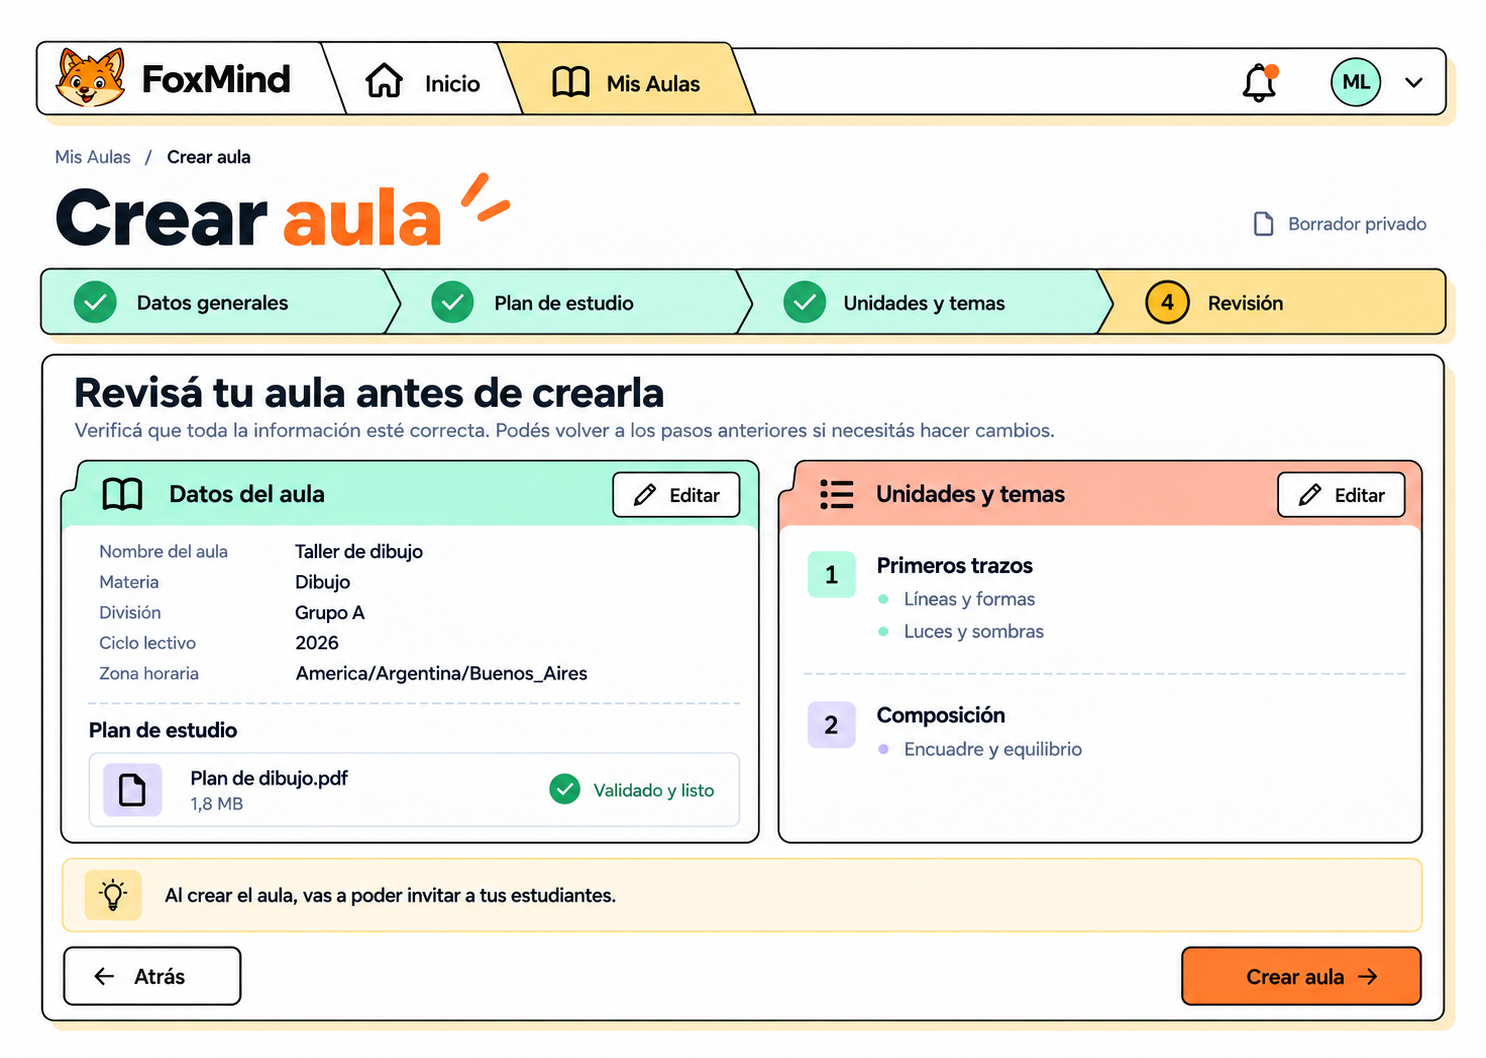 FoxMind
Inicio
Mis Aulas
ML
Mis Aulas / Crear aula
Crear aula
Borrador privado
Datos generales
Plan de estudio
Unidades y temas
4 Revisión
Revisá tu aula antes de crearla
Verificá que toda la información esté correcta. Podés volver a los pasos anteriores si necesitás hacer cambios.
Datos del aula
Editar
Nombre del aula Taller de dibujo
Materia Dibujo
División Grupo A
Ciclo lectivo 2026
Zona horaria America/Argentina/Buenos_Aires
Plan de estudio
Plan de dibujo.pdf
1,8 MB
Validado y listo
Unidades y temas
Editar
1 Primeros trazos
Líneas y formas
Luces y sombras
2 Composición
Encuadre y equilibrio
Al crear el aula, vas a poder invitar a tus estudiantes.
← Atrás
Crear aula →